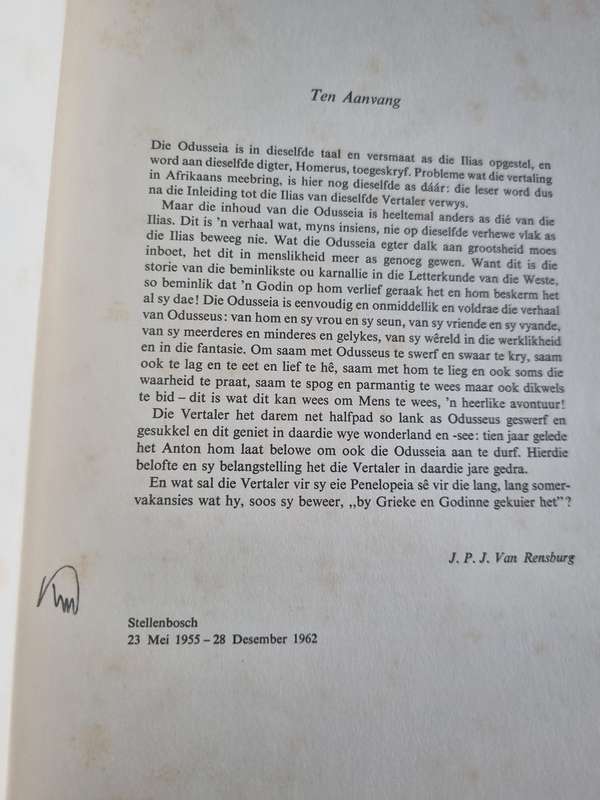 Ten Aanvang
Die Odusseia is in dieselfde taal en versmaat as die Ilias opgestel, en
word aan dieselfde digter, Homerus, toegeskryf. Probleme wat die vertaling
in Afrikaans meebring, is hier nog dieselfde as dáár: die leser word dus
na die Inleiding tot die Ilias van dieselfde Vertaler verwys.
Maar die inhoud van die Odusseia is heeltemal anders as dié van die
Ilias. Dit is 'n verhaal wat, myns insiens, nie op dieselfde verhewe vlak as
die Ilias beweeg nie. Wat die Odusseia egter dalk aan grootsheid moes
inboet, het dit in menslikheid meer as genoeg gewen. Want dit is die
storie van die beminlikste ou karnallie in die Letterkunde van die Weste,
so beminlik dat 'n Godin op hom verlief geraak het en hom beskerm het
al sy dae! Die Odusseia is eenvoudig en onmiddellik en voldrae die verhaal
van Odusseus: van hom en sy vrou en sy seun, van sy vriende en sy vyande,
van sy meerderes en minderes en gelykes, van sy wêreld in die werklikheid
en in die fantasie. Om saam met Odusseus te swerf en swaar te kry, saam
ook te lag en te eet en lief te hê, saam met hom te lieg en ook soms die
waarheid te praat, saam te spog en parmantig te wees maar ook dikwels
te bid – dit is wat dit kan wees om Mens te wees, 'n heerlike avontuur!
Die Vertaler het darem net halfpad so lank as Odusseus geswerf en
gesukkel en dit geniet in daardie wye wonderland en -see: tien jaar gelede
het Anton hom laat belowe om ook die Odusseia aan te durf. Hierdie
belofte en sy belangstelling het die Vertaler in daardie jare gedra.
En wat sal die Vertaler vir sy eie Penelopeia sê vir die lang, lang somer-
vakansies wat hy, soos sy beweer, „by Grieke en Godinne gekuier het"?
J. P. J. Van Rensburg
Stellenbosch
23 Mei 1955 – 28 Desember 1962